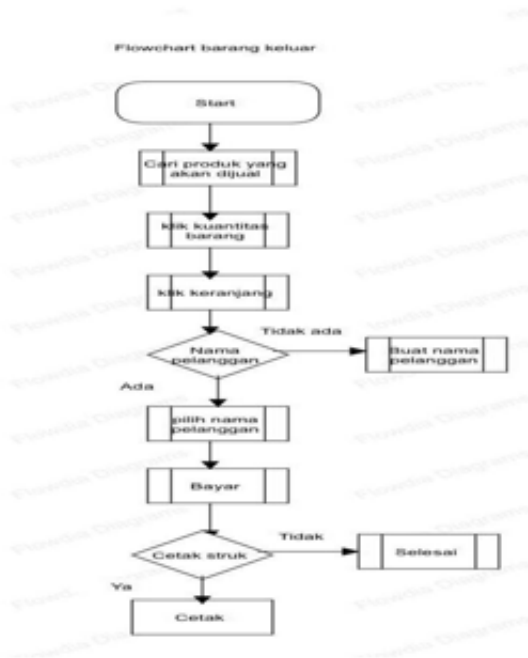 Flowchart barang keluar
Start
Cari produk yang
akan dijual
klik kuantitas
barang
klik keranjang
Tidak ada
Nama
pelanggan
Buat nama
pelanggan
Ada
pilih nama
pelanggan
Bayar
Tidak
Cetak struk
Selesai
Ya
Cetak